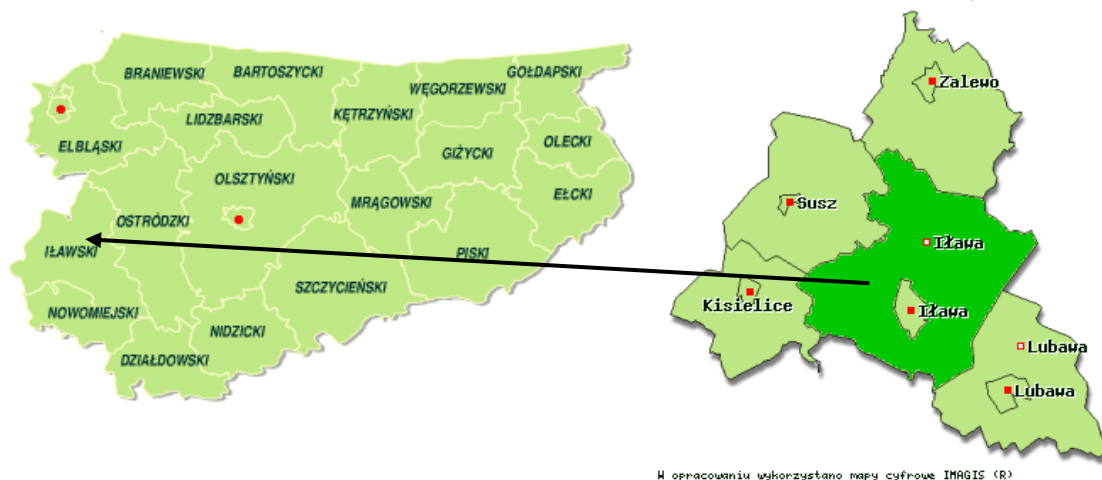 GOŁDAPSKI
BRANIEWSKI
BARTOSZYCKI
WĘGORZEWSKI
KĘTRZYŃSKI
LIDZBARSKI
ELBLĄSKI
GIŻYCKI
OLECKI
OLSZTYŃSKI
EŁCKI
MRĄGOWSKI
OSTRÓDZKI
IŁAWSKI
PISKI
SZCZYCIEŃSKI
NOWOMIEJSKI
NIDZICKI
DZIAŁDOWSKI
Zalewo
Susz
Iława
Kisielice
Iława
Lubawa
Lubawa
W opracowaniu wykorzystano mapy cyfrowe IMAGIS (R)